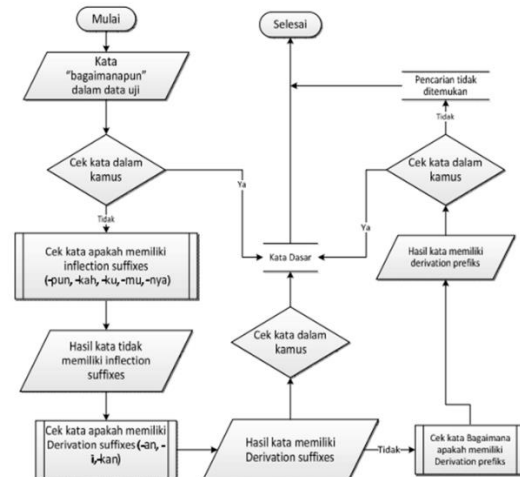 Mulai
Kata
"bagaimanapun"
dalam data uji
Cek kata dalam
kamus
Ya
Tidak
Cek kata apakah memiliki
inflection suffixes
(-pun, -kah, -ku, -mu, -nya)
Hasil kata tidak
memiliki inflection
suffixes
Cek kata apakah memiliki
Derivation suffixes (-an, -
i,-kan)
Hasil kata memiliki
Derivation suffixes
Tidak
Cek kata dalam
kamus
Kata Dasar
Selesai
Cek kata Bagaimana
apakah memiliki
Derivation prefiks
Hasil kata memiliki
derivation prefiks
Cek kata dalam
kamus
Ya
Tidak
Pencarian tidak
ditemukan